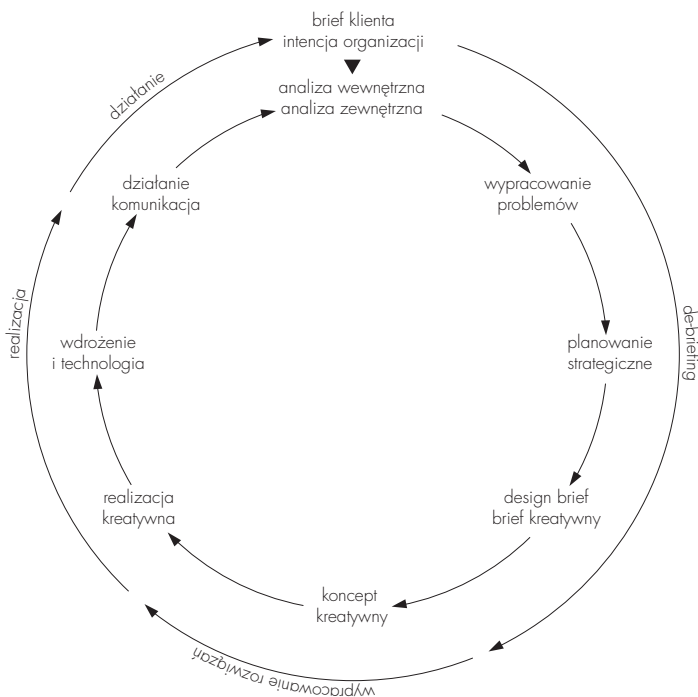 brief klienta
intencja organizacji
analiza wewnętrzna
analiza zewnętrzna
wypracowanie
problemów
planowanie
strategiczne
design brief
brief kreatywny
koncept
kreatywny
realizacja
kreatywna
wdrożenie
i technologia
działanie
komunikacja
de-briefing
wypracowanie rozwiązań
realizacja
działanie